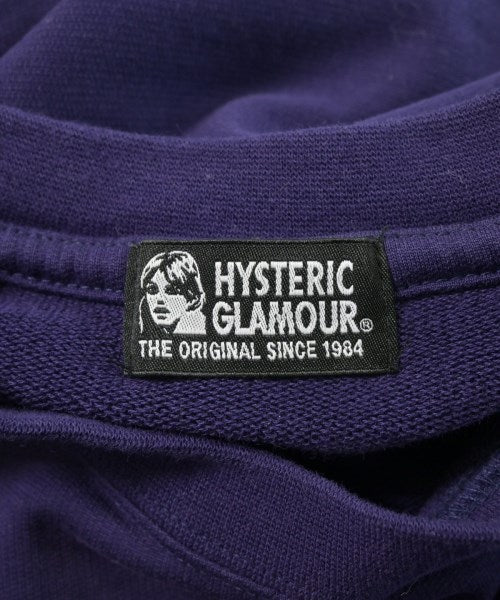 HYSTERIC
GLAMOUR®
THE ORIGINAL SINCE 1984